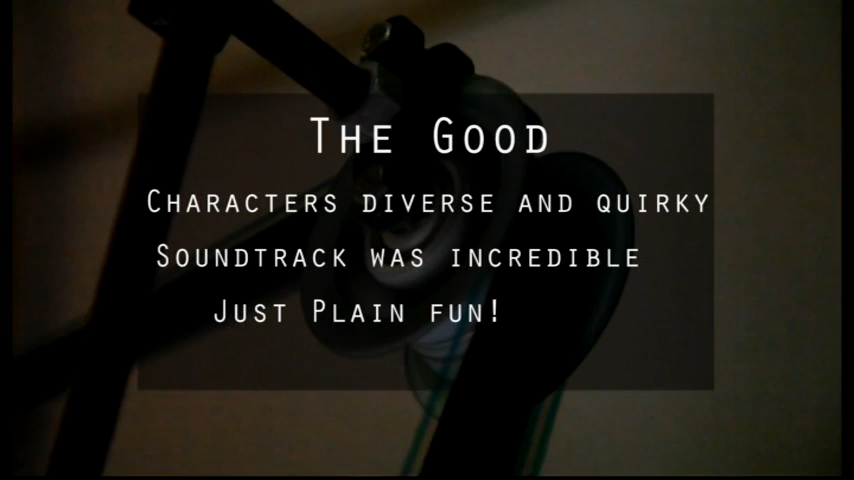 The Good
Characters diverse and quirky
Soundtrack was incredible
Just Plain fun!